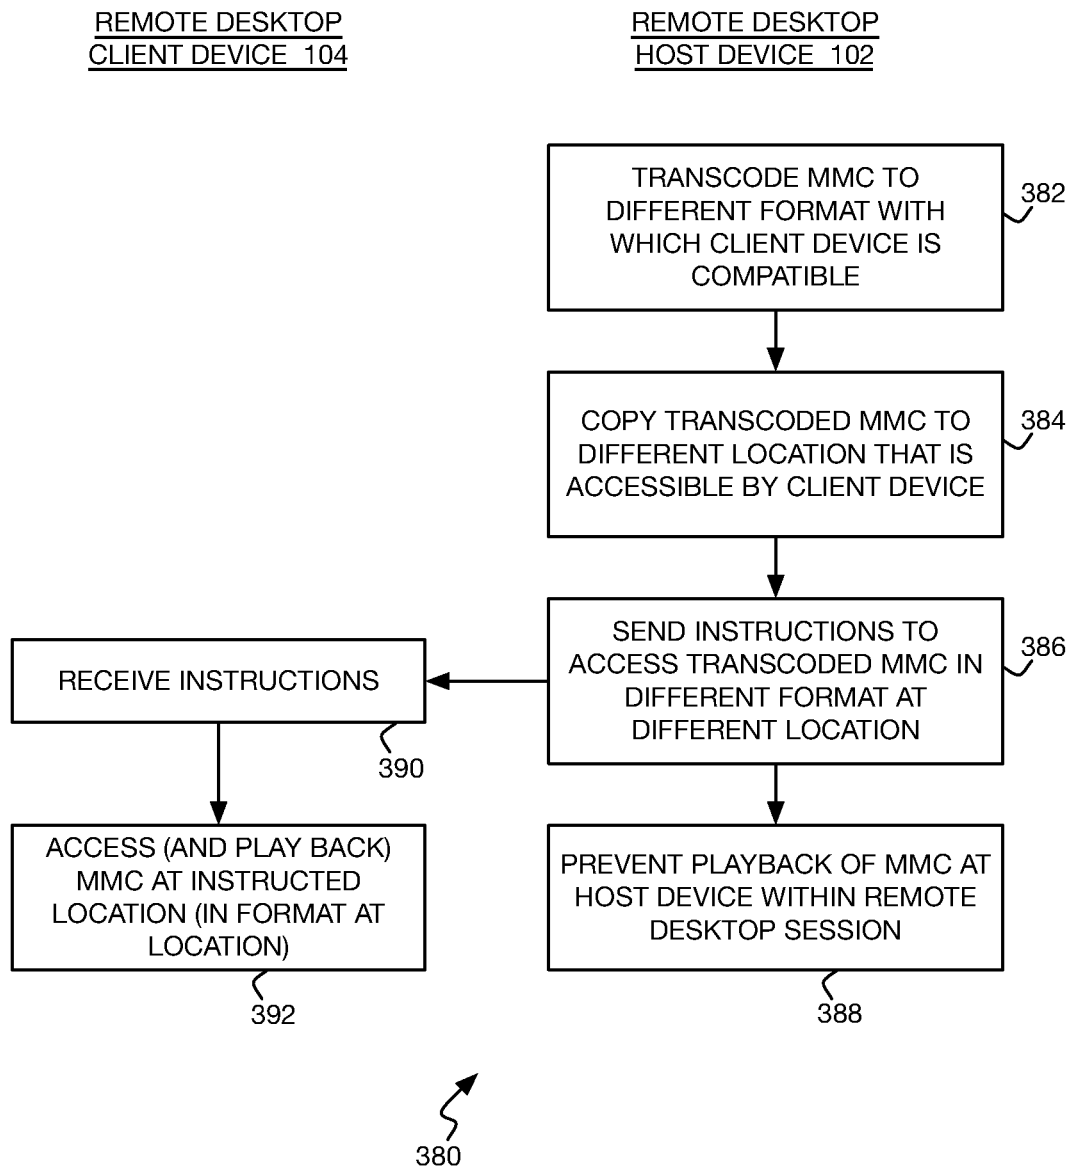 REMOTE DESKTOP
CLIENT DEVICE 104
REMOTE DESKTOP
HOST DEVICE 102
TRANSCODE MMC TO
DIFFERENT FORMAT WITH
WHICH CLIENT DEVICE IS
COMPATIBLE
382
COPY TRANSCODED MMC TO
DIFFERENT LOCATION THAT IS
ACCESSIBLE BY CLIENT DEVICE
384
SEND INSTRUCTIONS TO
ACCESS TRANSCODED MMC IN
DIFFERENT FORMAT AT
DIFFERENT LOCATION
386
RECEIVE INSTRUCTIONS
390
ACCESS (AND PLAY BACK)
MMC AT INSTRUCTED
LOCATION (IN FORMAT AT
LOCATION)
392
PREVENT PLAYBACK OF MMC AT
HOST DEVICE WITHIN REMOTE
DESKTOP SESSION
388
380